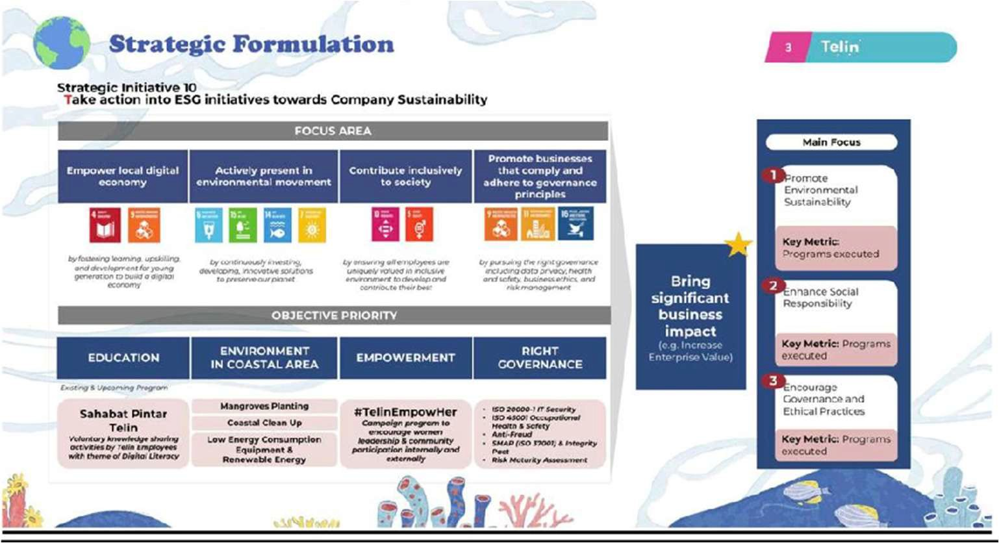 Strategic Formulation
3
Telin
Strategic Initiative 10
Take action into ESG initiatives towards Company Sustainability
FOCUS AREA
Empower local digital
economy
Actively present in
environmental movement
Contribute inclusively
to society
Promote businesses
that comply and
adhere to governance
principles
4
9
6
15
14
7
10
5
9
11
16
by fostering learning, upskilling,
and development for young
generation to build a digital
economy
by continuously investing,
developing, innovative solutions
to preserve our planet
by ensuring all employees are
uniquely valued in inclusive
environment to develop and
contribute their best
by pursuing the right governance
including data privacy, health
and safety, business ethics, and
risk management
OBJECTIVE PRIORITY
EDUCATION
ENVIRONMENT
IN COASTAL AREA
EMPOWERMENT
RIGHT
GOVERNANCE
Existing & Upcoming Program
Sahabat Pintar
Telin
Voluntary knowledge sharing
activities by Telin Employees
with theme of Digital Literacy
Mangroves Planting
Coastal Clean Up
Low Energy Consumption
Equipment &
Renewable Energy
#TelinEmpowHer
Campaign program to
encourage women
leadership & community
participation internally and
externally
• ISO 20000-1 IT Security
• ISO 45001 Occupational
Health & Safety
• Anti-Fraud
• SMAP (ISO 37001) & Integrity
Pact
• Risk Maturity Assessment
Bring
significant
business
impact
(e.g. Increase
Enterprise Value)
Main Focus
1
Promote
Environmental
Sustainability
Key Metric:
Programs executed
2
Enhance Social
Responsibility
Key Metric: Programs
executed
3
Encourage
Governance and
Ethical Practices
Key Metric: Programs
executed